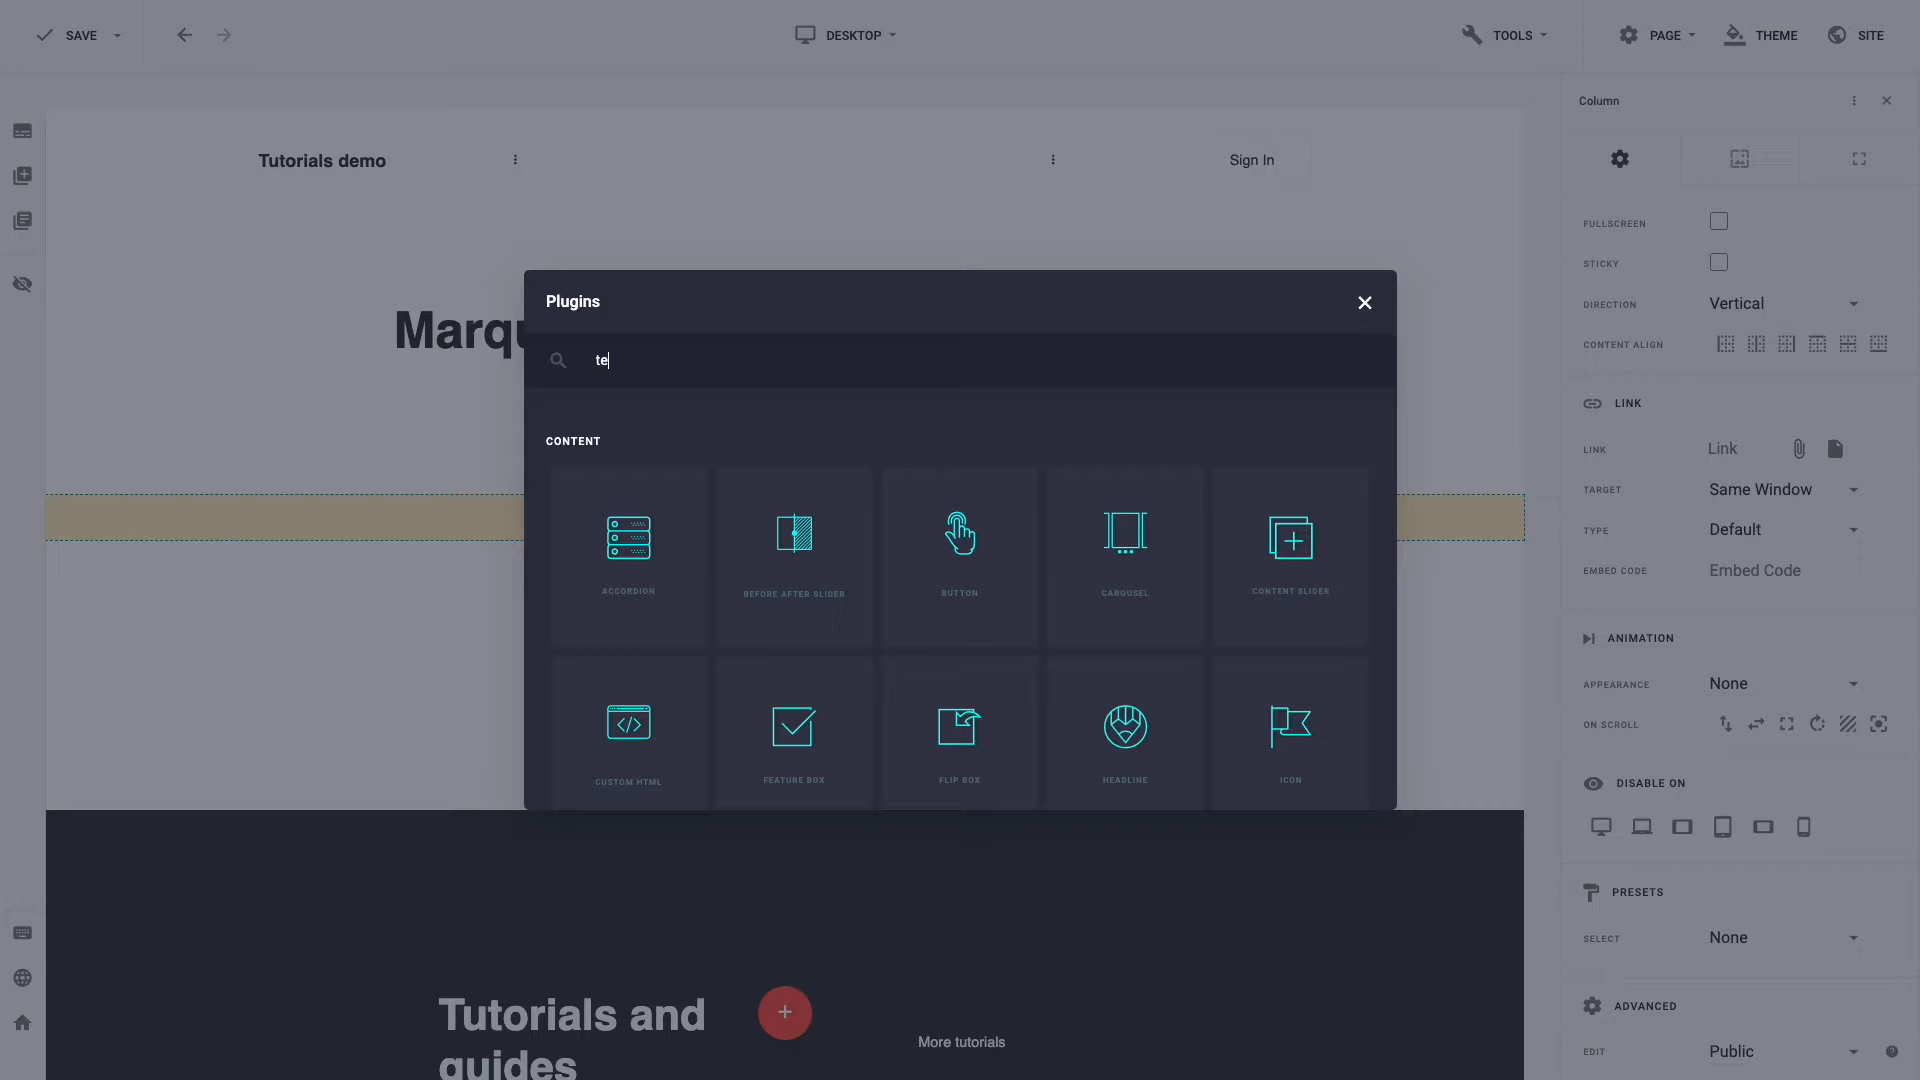 SAVE
DESKTOP
TOOLS
PAGE
THEME
SITE
Column
Tutorials demo
Sign In
FULLSCREEN
STICKY
DIRECTION
Vertical
CONTENT ALIGN
LINK
LINK
Link
TARGET
Same Window
TYPE
Default
EMBED CODE
Embed Code
ANIMATION
APPEARANCE
None
ON SCROLL
DISABLE ON
PRESETS
SELECT
None
ADVANCED
EDIT
Public
Marqu
Plugins
te
CONTENT
ACCORDION
BEFORE AFTER SLIDER
BUTTON
CAROUSEL
CONTENT SLIDER
CUSTOM HTML
FEATURE BOX
FLIP BOX
HEADLINE
ICON
Tutorials and
guides
More tutorials